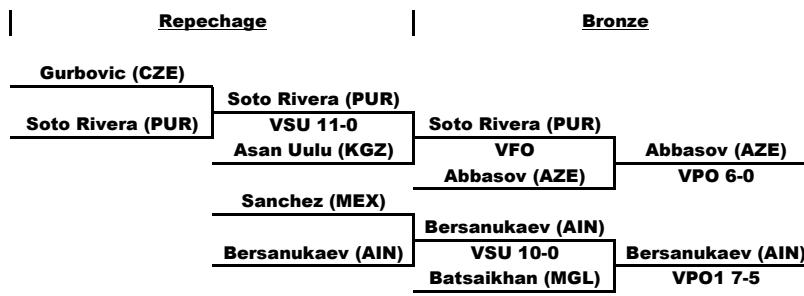 Repechage
Bronze
Gurbovic (CZE)
Soto Rivera (PUR)
Soto Rivera (PUR)
VSU 11-0
Asan Uulu (KGZ)
Soto Rivera (PUR)
VFO
Abbasov (AZE)
Abbasov (AZE)
VPO 6-0
Sanchez (MEX)
Bersanukaev (AIN)
Bersanukaev (AIN)
VSU 10-0
Batsaikhan (MGL)
Bersanukaev (AIN)
VPO1 7-5